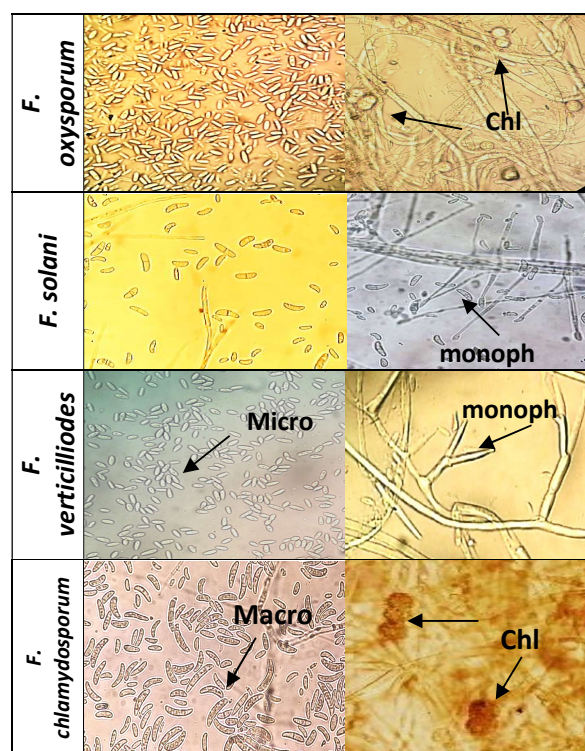 F.
oxysporum
Chl
F. solani
monoph
F.
verticilliodes
Micro
monoph
F.
chlamydosporum
Macro
Chl